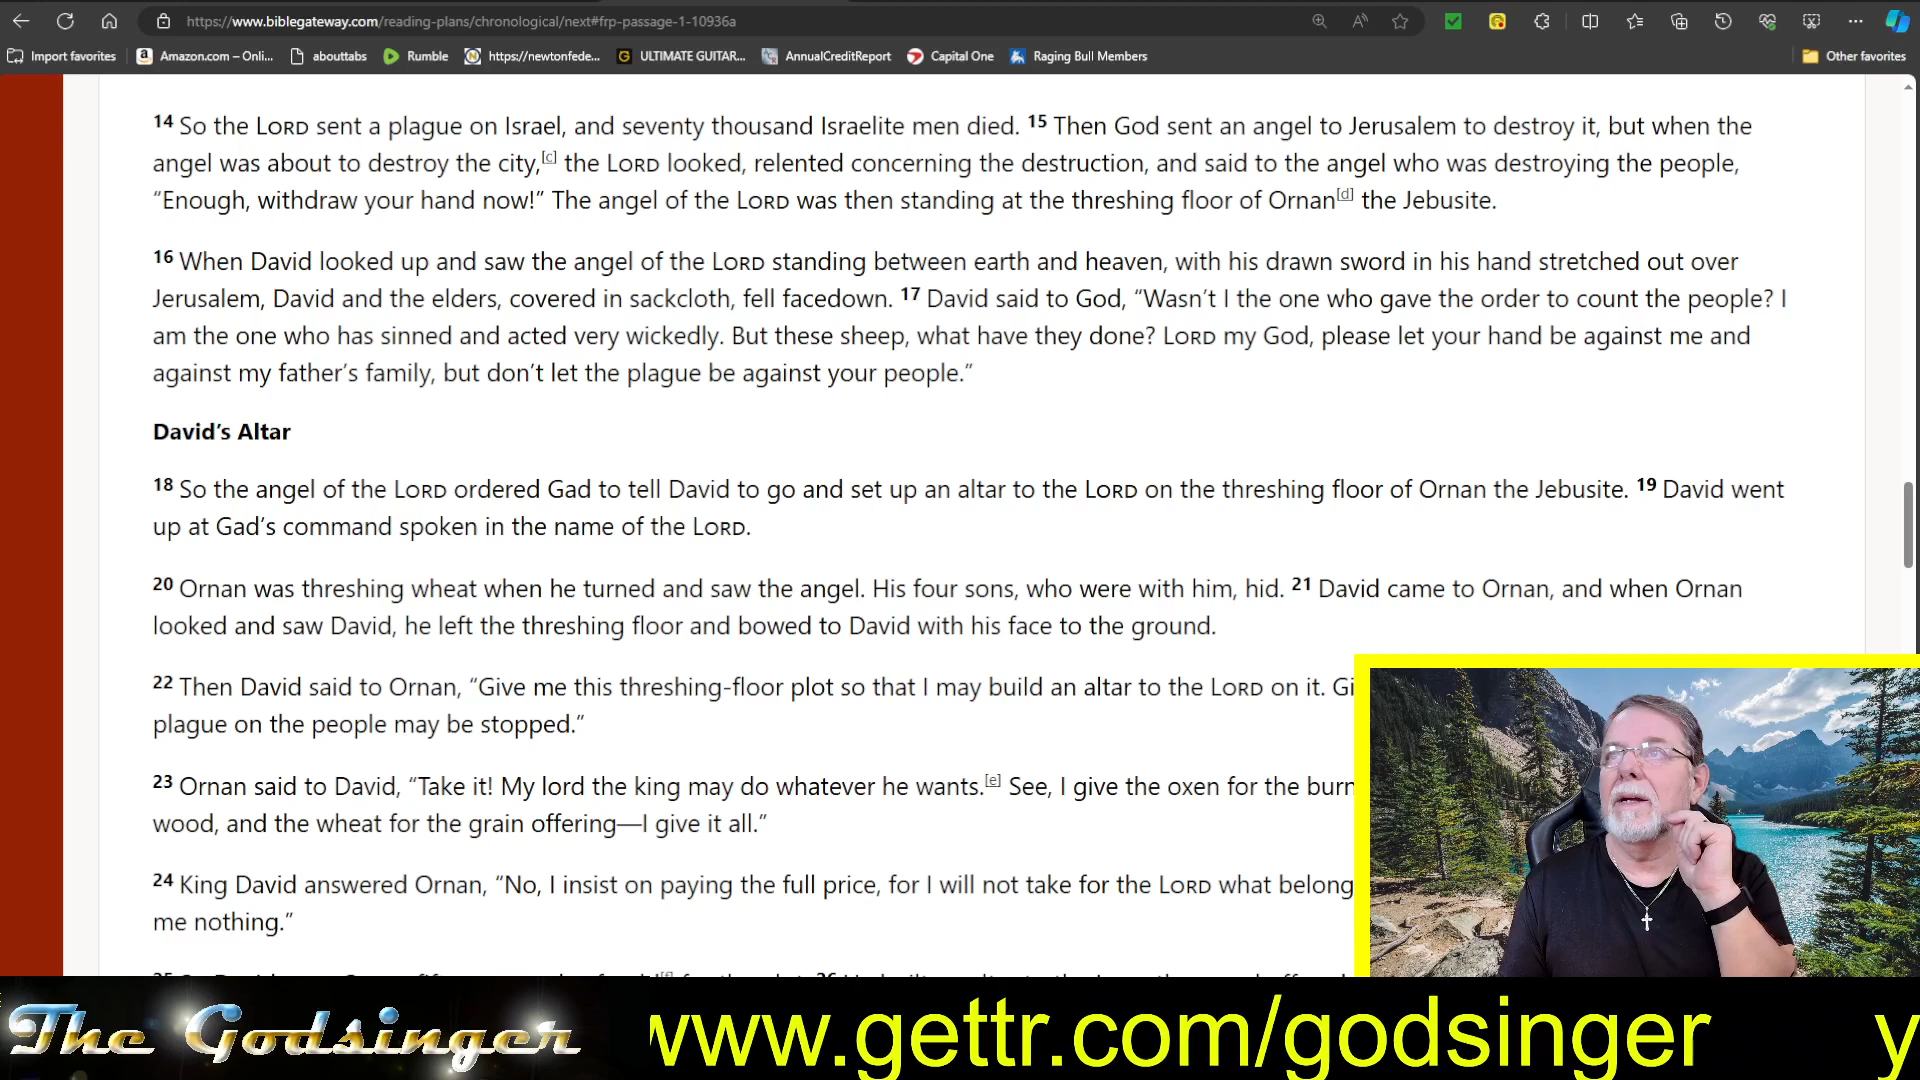 https://www.biblegateway.com/reading-plans/chronological/next#frp-passage-1-10936a
Import favorites Amazon.com – Onli... abouttabs Rumble https://newtonfede... ULTIMATE GUITAR... AnnualCreditReport Capital One Raging Bull Members Other favorites
14 So the LORD sent a plague on Israel, and seventy thousand Israelite men died. 15 Then God sent an angel to Jerusalem to destroy it, but when the
angel was about to destroy the city,[c] the LORD looked, relented concerning the destruction, and said to the angel who was destroying the people,
“Enough, withdraw your hand now!” The angel of the LORD was then standing at the threshing floor of Ornan[d] the Jebusite.
16 When David looked up and saw the angel of the LORD standing between earth and heaven, with his drawn sword in his hand stretched out over
Jerusalem, David and the elders, covered in sackcloth, fell facedown. 17 David said to God, “Wasn’t I the one who gave the order to count the people? I
am the one who has sinned and acted very wickedly. But these sheep, what have they done? LORD my God, please let your hand be against me and
against my father’s family, but don’t let the plague be against your people.”
David’s Altar
18 So the angel of the LORD ordered Gad to tell David to go and set up an altar to the LORD on the threshing floor of Ornan the Jebusite. 19 David went
up at Gad’s command spoken in the name of the LORD.
20 Ornan was threshing wheat when he turned and saw the angel. His four sons, who were with him, hid. 21 David came to Ornan, and when Ornan
looked and saw David, he left the threshing floor and bowed to David with his face to the ground.
22 Then David said to Ornan, “Give me this threshing-floor plot so that I may build an altar to the LORD on it. Gi
plague on the people may be stopped.”
23 Ornan said to David, “Take it! My lord the king may do whatever he wants.[e] See, I give the oxen for the burn
wood, and the wheat for the grain offering—I give it all.”
24 King David answered Ornan, “No, I insist on paying the full price, for I will not take for the LORD what belong
me nothing.”
The Godsinger www.gettr.com/godsinger y